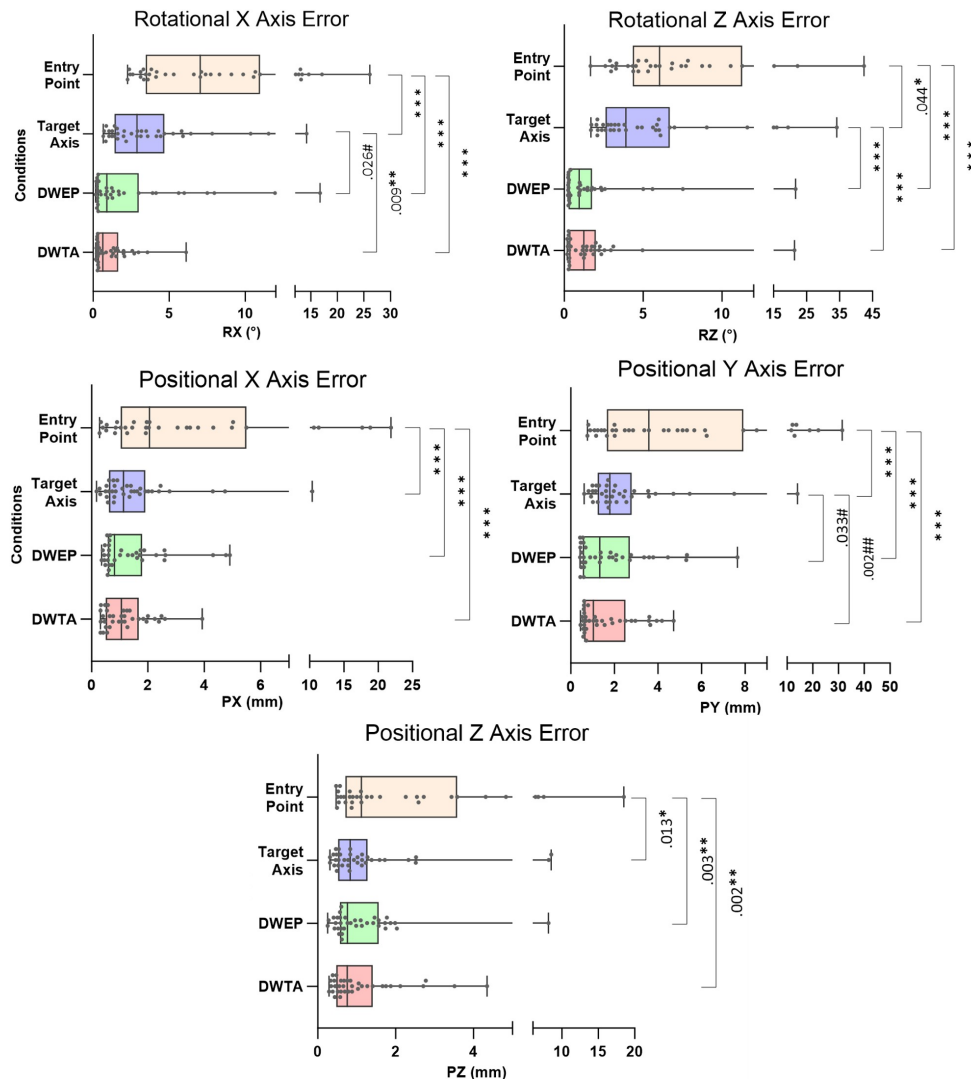 Rotational X Axis Error
Conditions
Entry
Point
Target
Axis
DWEP
DWTA
0 5 10 15 20 25 30
RX (°)
***
***
***
.026#
.009**
Rotational Z Axis Error
Entry
Point
Target
Axis
DWEP
DWTA
0 5 10 15 25 35 45
RZ (°)
.044*
***
***
***
***
Positional X Axis Error
Conditions
Entry
Point
Target
Axis
DWEP
DWTA
0 2 4 6 10 15 20 25
PX (mm)
***
***
***
Positional Y Axis Error
Entry
Point
Target
Axis
DWEP
DWTA
0 2 4 6 8 10 20 30 40 50
PY (mm)
***
***
***
.033#
.002##
Positional Z Axis Error
Entry
Point
Target
Axis
DWEP
DWTA
0 2 4 10 15 20
PZ (mm)
.013*
.003**
.002**